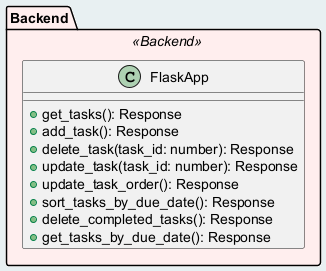 Backend
«Backend»
C FlaskApp
get_tasks(): Response
add_task(): Response
delete_task(task_id: number): Response
update_task(task_id: number): Response
update_task_order(): Response
sort_tasks_by_due_date(): Response
delete_completed_tasks(): Response
get_tasks_by_due_date(): Response